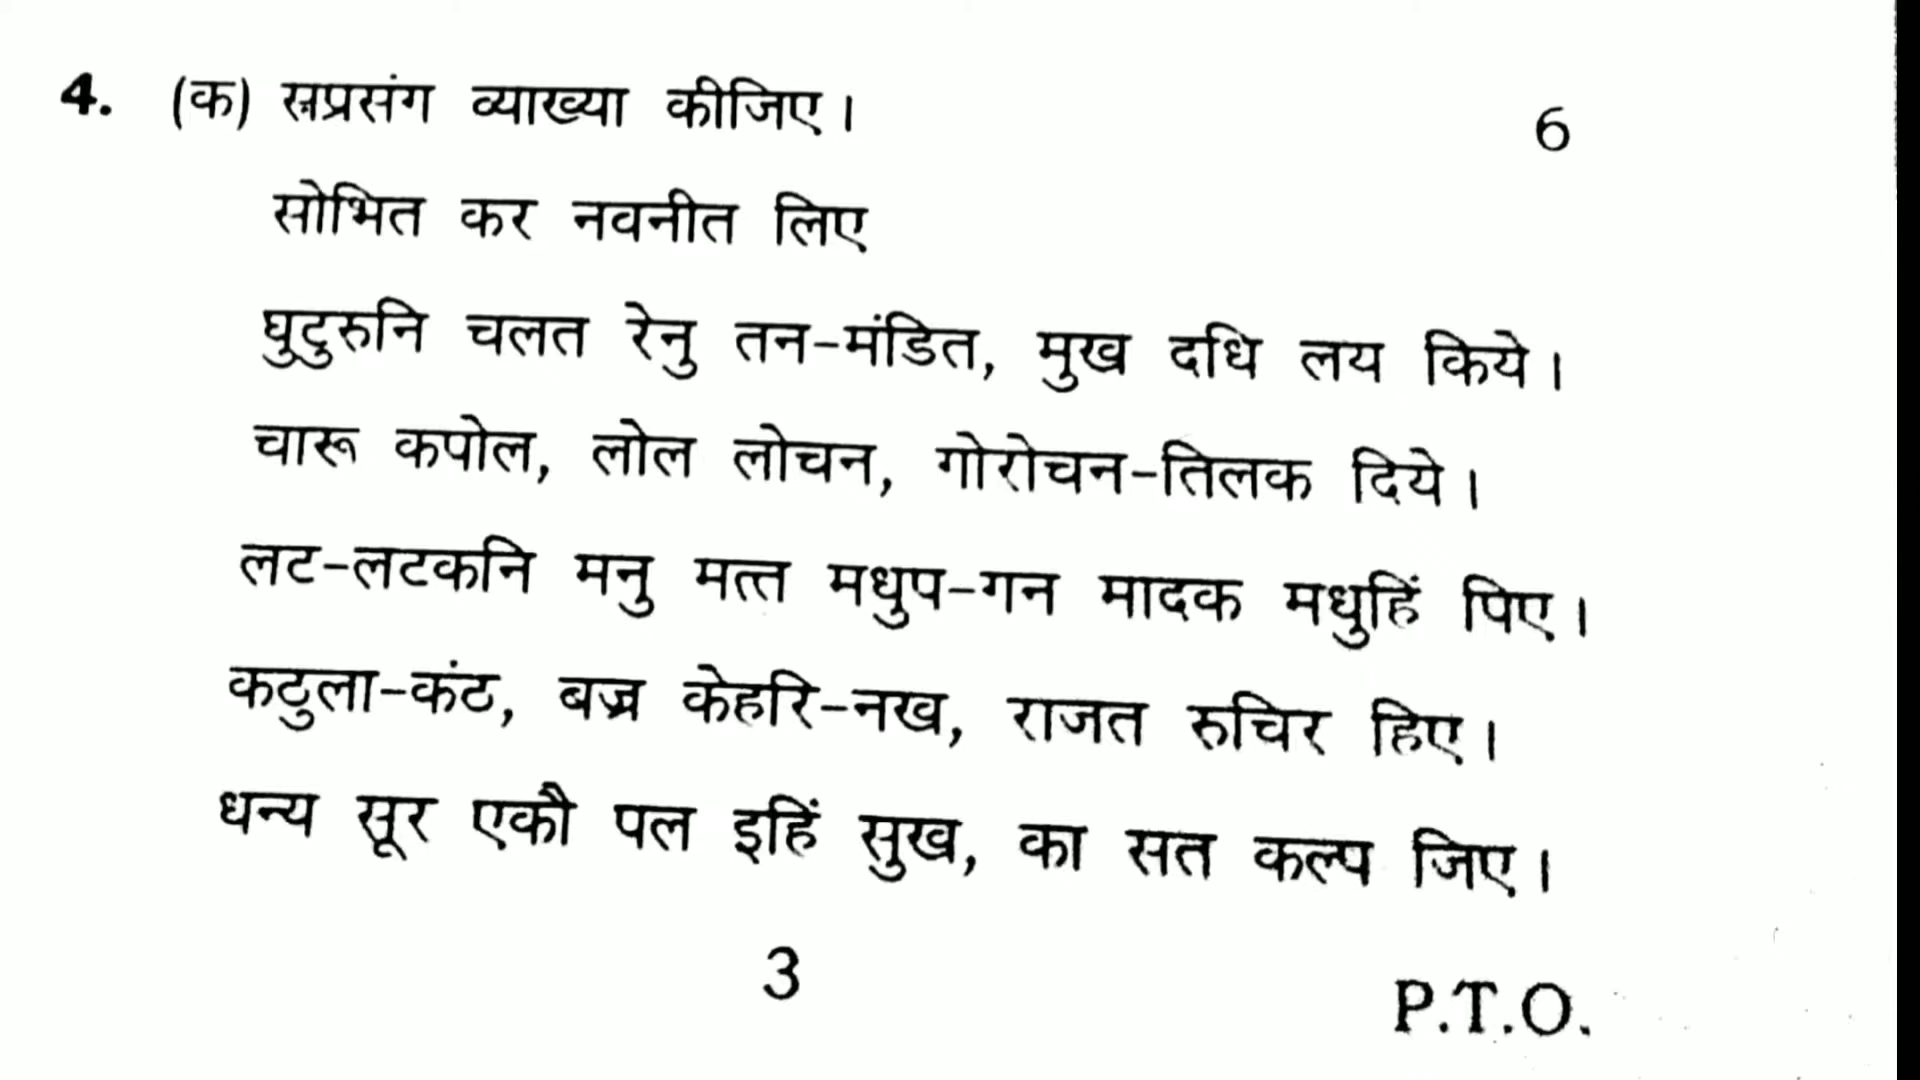 4. (क) सप्रसंग व्याख्या कीजिए। 6
सोभित कर नवनीत लिए
घुटुरुनि चलत रेनु तन-मंडित, मुख दधि लय किये।
चारू कपोल, लोल लोचन, गोरोचन-तिलक दिये।
लट-लटकनि मनु मत्त मधुप-गन मादक मधुहिं पिए।
कटुला-कंट, बज्र केहरि-नख, राजत रुचिर हिए।
धन्य सूर एकौ पल इहिं सुख, का सत कल्प जिए।
3
P.T.O.